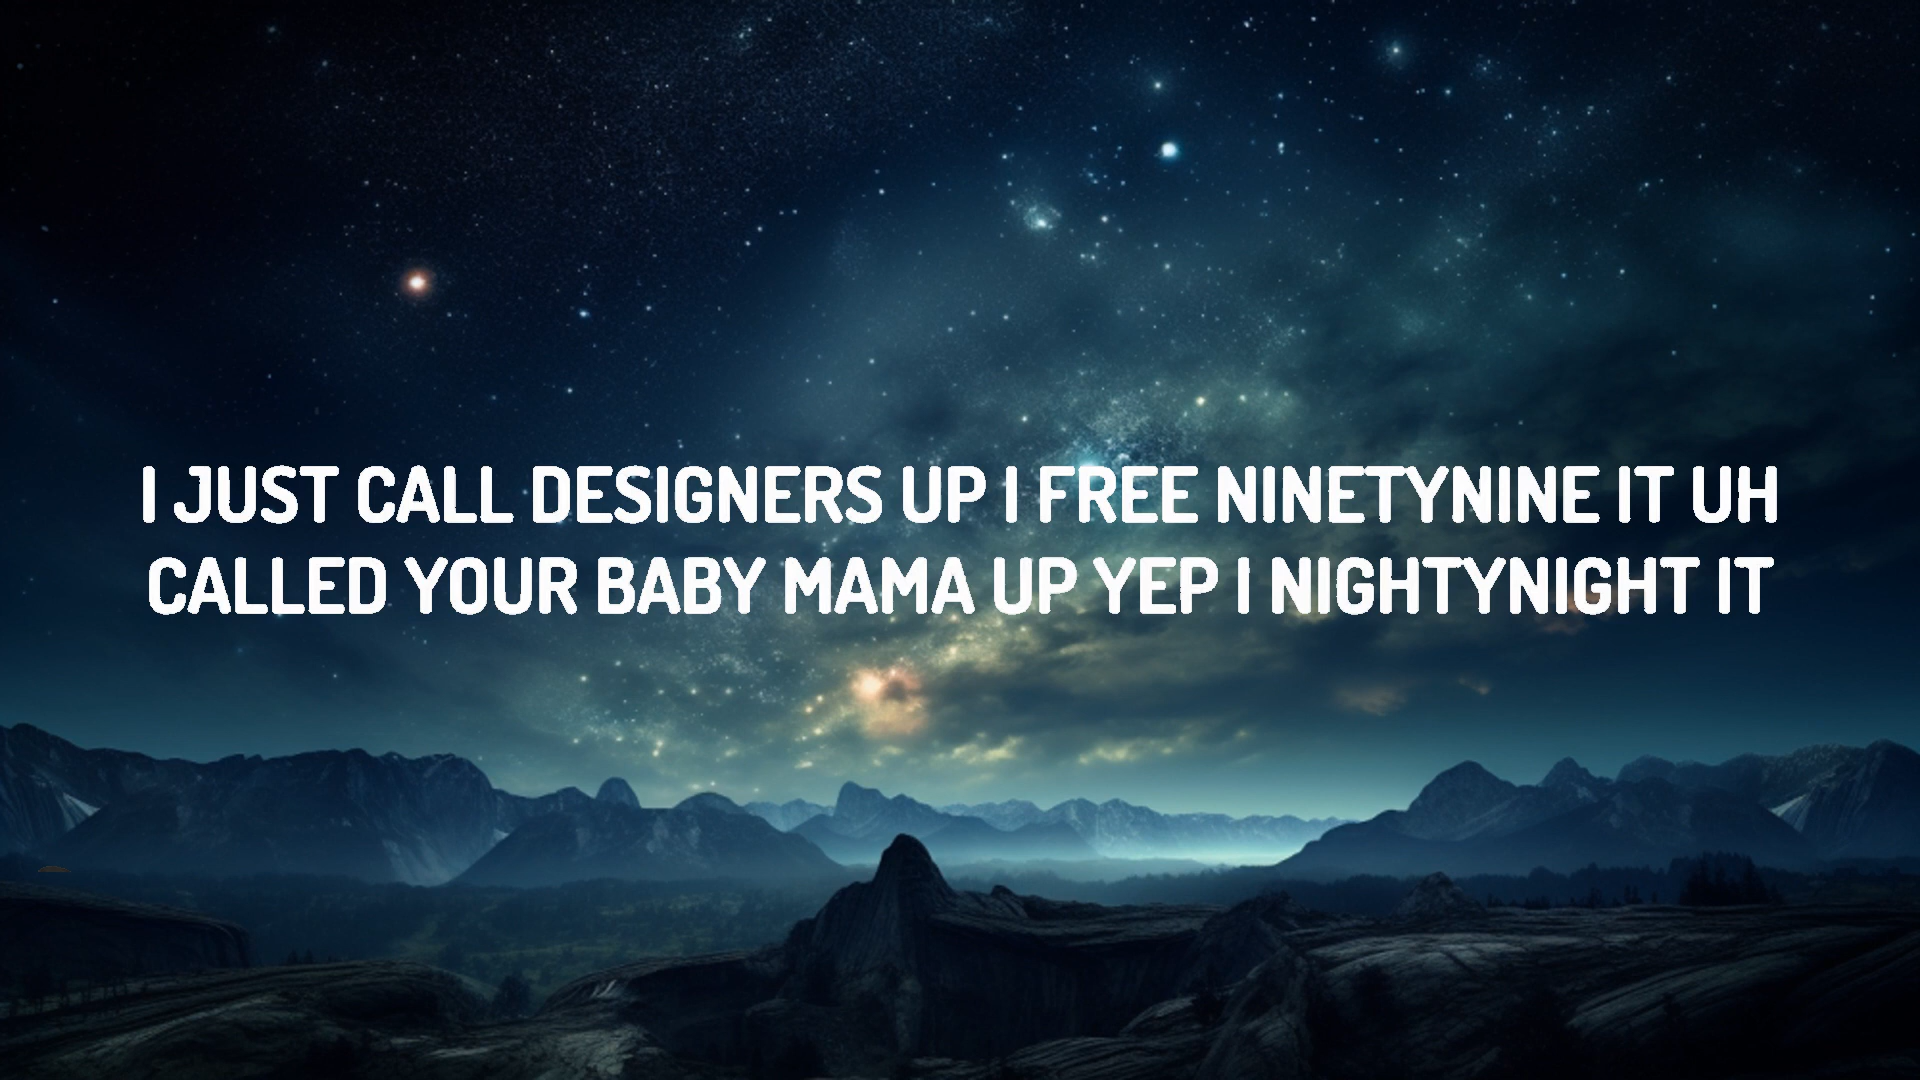 I JUST CALL DESIGNERS UP I FREE NINETYNINE IT UH
CALLED YOUR BABY MAMA UP YEP I NIGHTYNIGHT IT